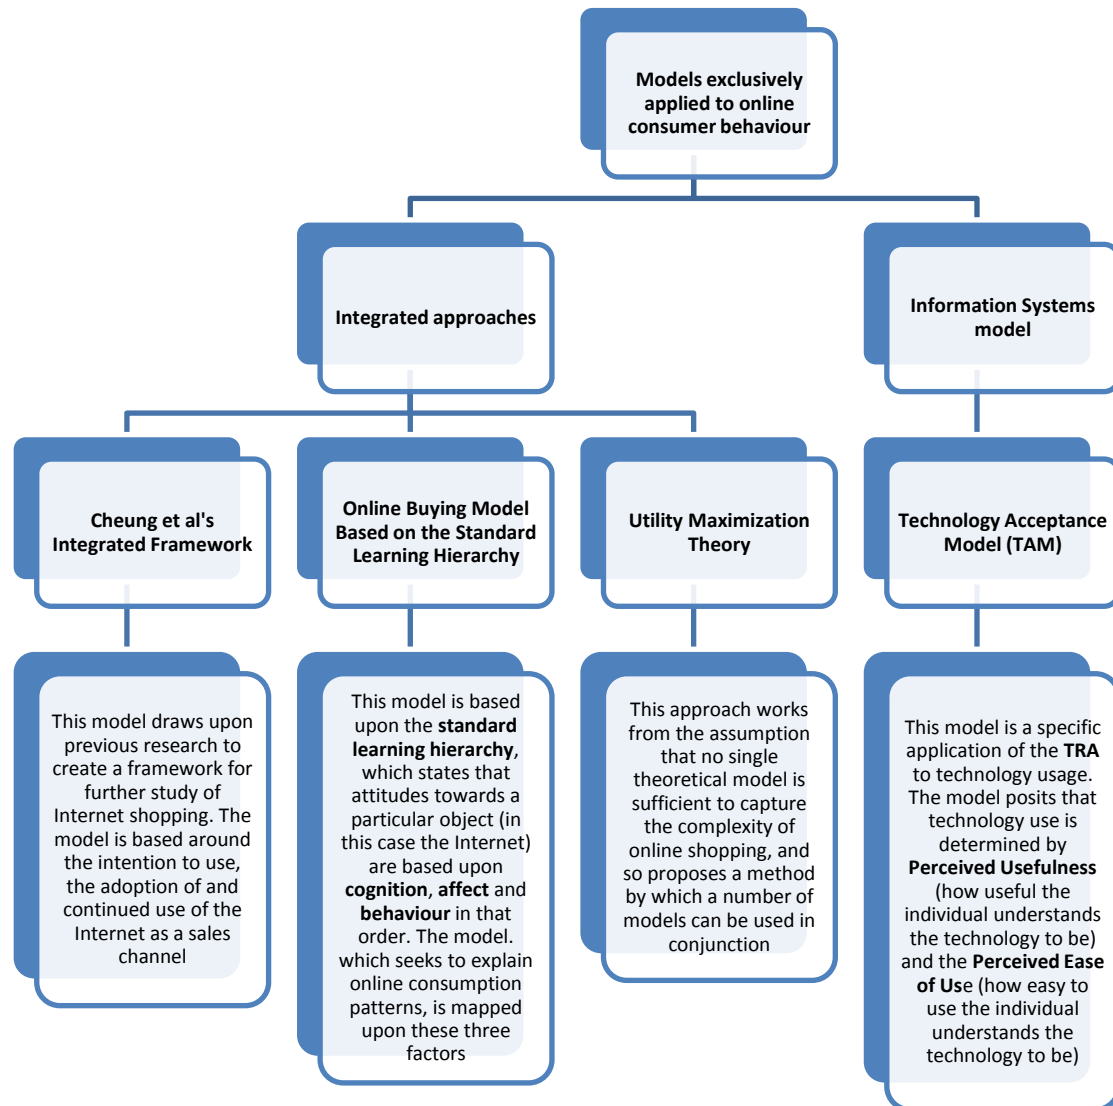 Models exclusively
applied to online
consumer behaviour
Integrated approaches
Information Systems
model
Cheung et al's
Integrated Framework
Online Buying Model
Based on the Standard
Learning Hierarchy
Utility Maximization
Theory
Technology Acceptance
Model (TAM)
This model draws upon
previous research to
create a framework for
further study of
Internet shopping. The
model is based around
the intention to use,
the adoption of and
continued use of the
Internet as a sales
channel
This model is based
upon the standard
learning hierarchy,
which states that
attitudes towards a
particular object (in
this case the Internet)
are based upon
cognition, affect and
behaviour in that
order. The model.
which seeks to explain
online consumption
patterns, is mapped
upon these three
factors
This approach works
from the assumption
that no single
theoretical model is
sufficient to capture
the complexity of
online shopping, and
so proposes a method
by which a number of
models can be used in
conjunction
This model is a specific
application of the TRA
to technology usage.
The model posits that
technology use is
determined by
Perceived Usefulness
(how useful the
individual understands
the technology to be)
and the Perceived Ease
of Use (how easy to
use the individual
understands the
technology to be)